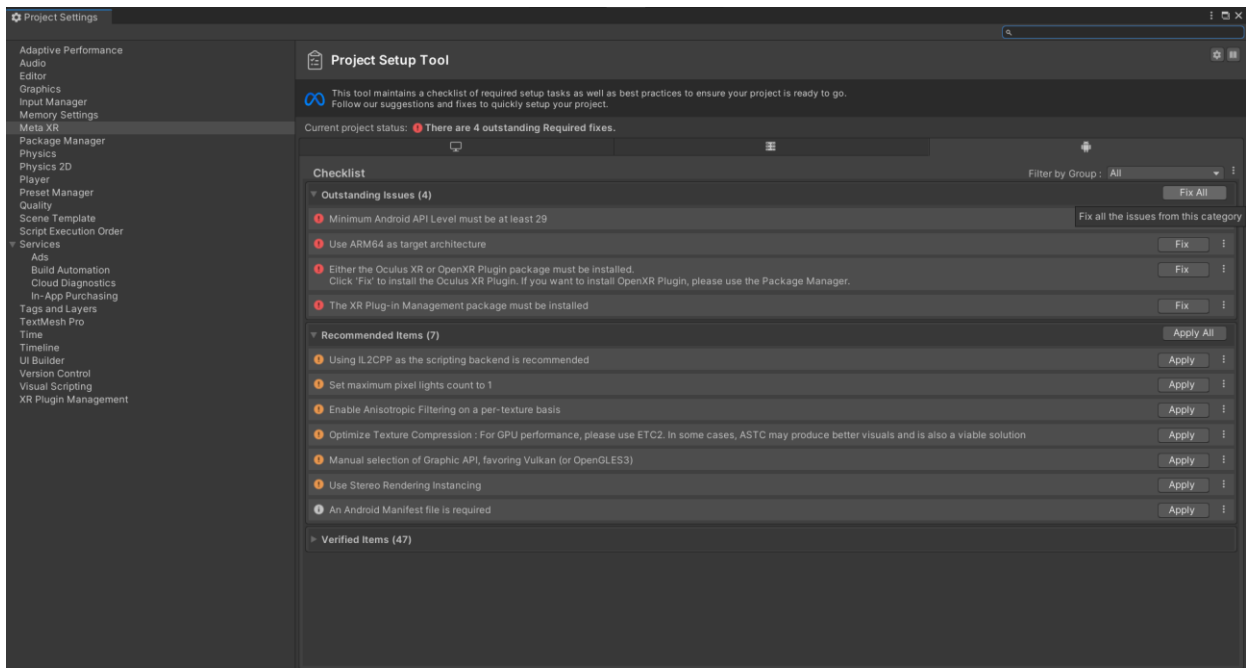 Project Settings
Adaptive Performance
Audio
Editor
Graphics
Input Manager
Memory Settings
Meta XR
Package Manager
Physics
Physics 2D
Player
Preset Manager
Quality
Scene Template
Script Execution Order
Services
Ads
Build Automation
Cloud Diagnostics
In-App Purchasing
Tags and Layers
TextMesh Pro
Time
Timeline
UI Builder
Version Control
Visual Scripting
XR Plugin Management
Project Setup Tool
This tool maintains a checklist of required setup tasks as well as best practices to ensure your project is ready to go.
Follow our suggestions and fixes to quickly setup your project.
Current project status: There are 4 outstanding Required fixes.
Checklist
Filter by Group : All
Outstanding Issues (4)
Fix All
Minimum Android API Level must be at least 29
Fix all the issues from this category
Use ARM64 as target architecture
Fix
Either the Oculus XR or OpenXR Plugin package must be installed.
Fix
Click 'Fix' to install the Oculus XR Plugin. If you want to install OpenXR Plugin, please use the Package Manager.
The XR Plug-in Management package must be installed
Fix
Recommended Items (7)
Apply All
Using IL2CPP as the scripting backend is recommended
Apply
Set maximum pixel lights count to 1
Apply
Enable Anisotropic Filtering on a per-texture basis
Apply
Optimize Texture Compression : For GPU performance, please use ETC2. In some cases, ASTC may produce better visuals and is also a viable solution
Apply
Manual selection of Graphic API, favoring Vulkan (or OpenGLES3)
Apply
Use Stereo Rendering Instancing
Apply
An Android Manifest file is required
Apply
Verified Items (47)